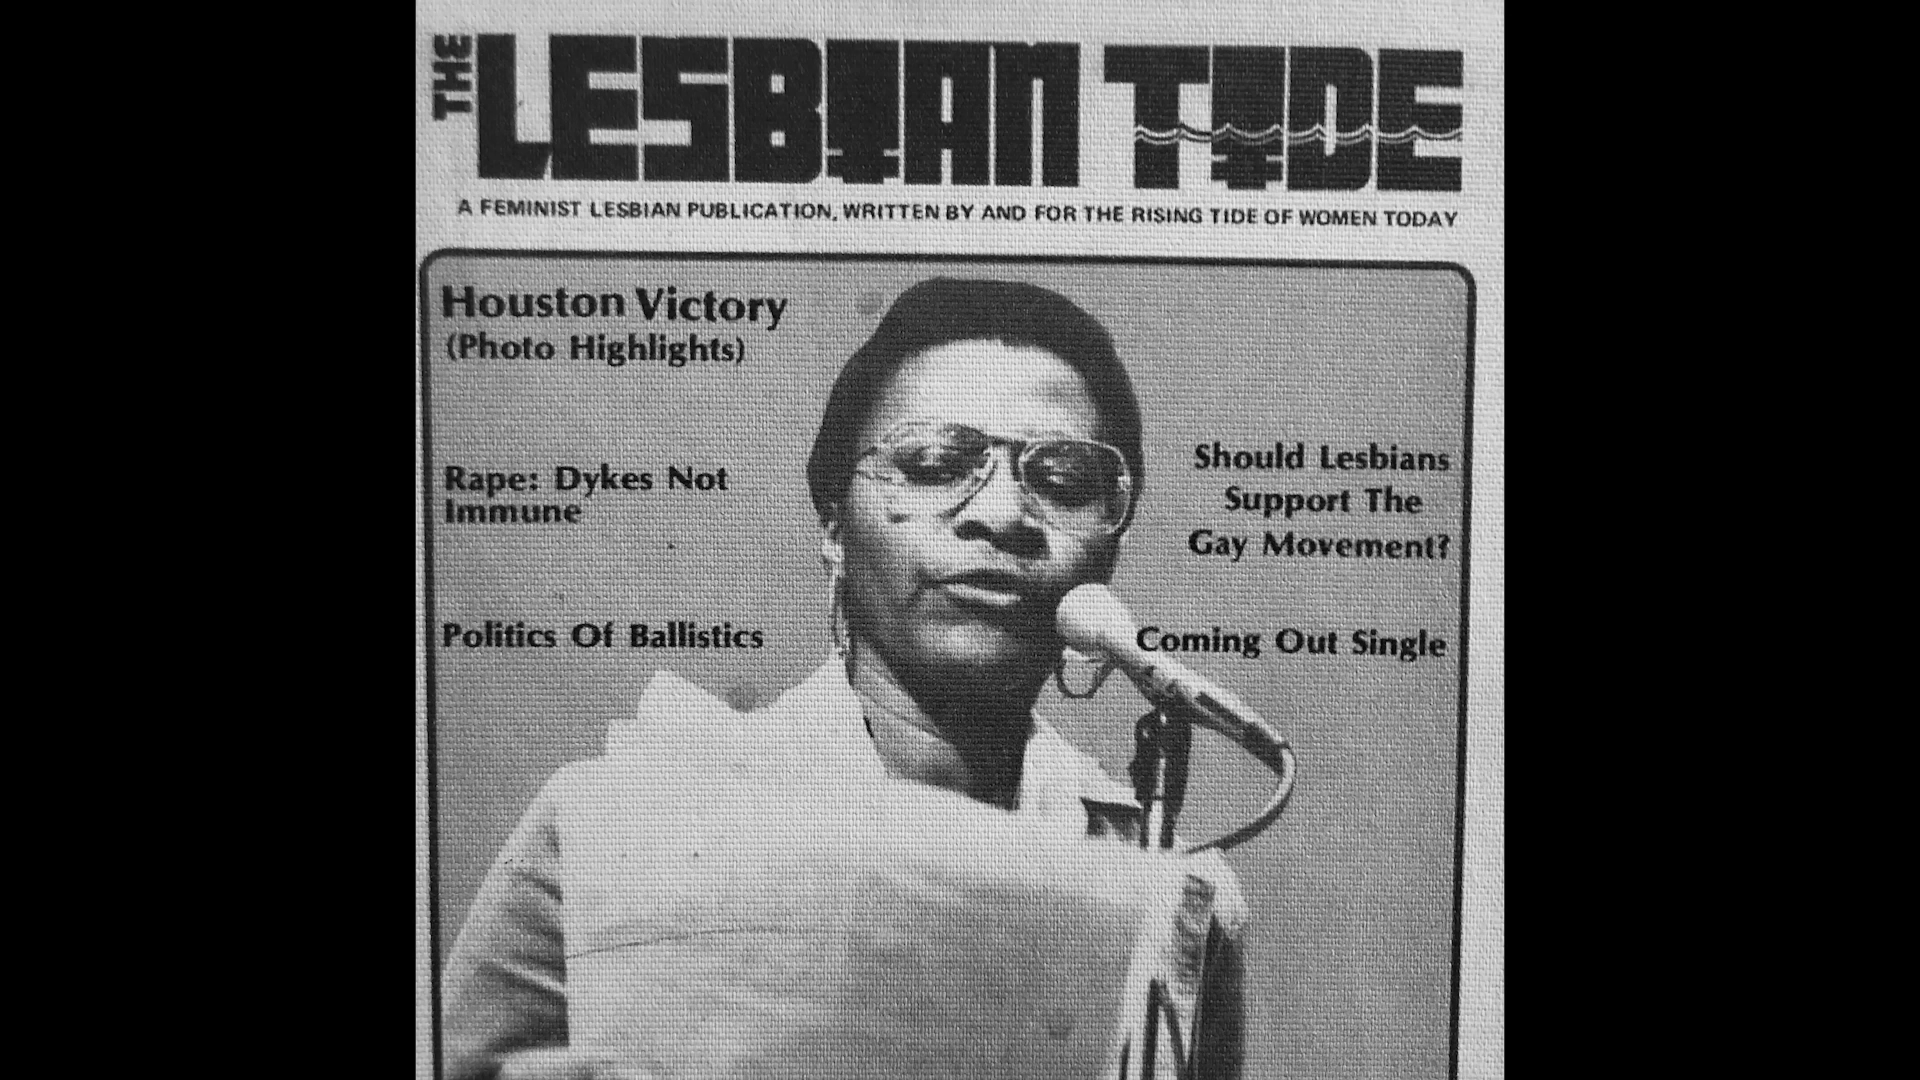 THE LESBIAN TIDE
A FEMINIST LESBIAN PUBLICATION, WRITTEN BY AND FOR THE RISING TIDE OF WOMEN TODAY
Houston Victory
(Photo Highlights)
Rape: Dykes Not
Immune
Politics Of Ballistics
Should Lesbians
Support The
Gay Movement?
Coming Out Single